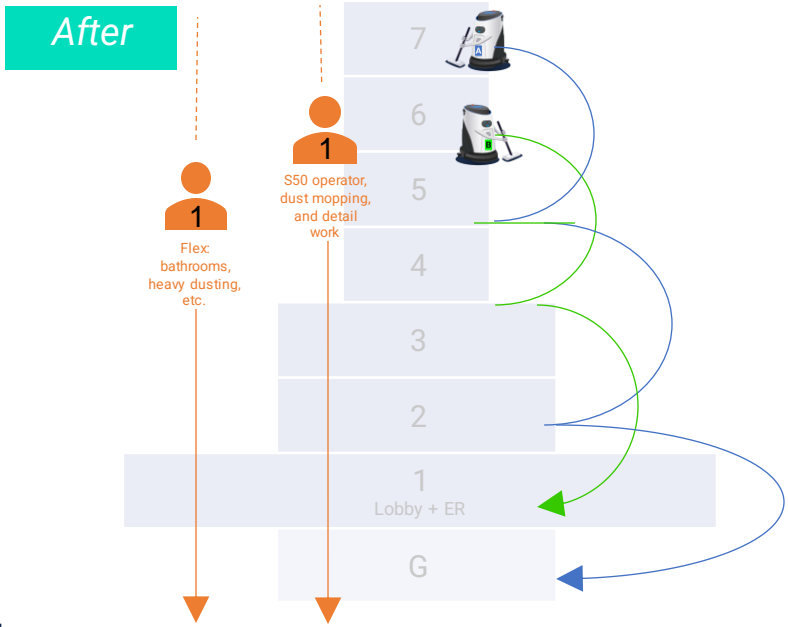 After
7
A
6
B
1
S50 operator,
dust mopping,
and detail
work
5
1
Flex:
bathrooms,
heavy dusting,
etc.
4
3
2
1
Lobby + ER
G